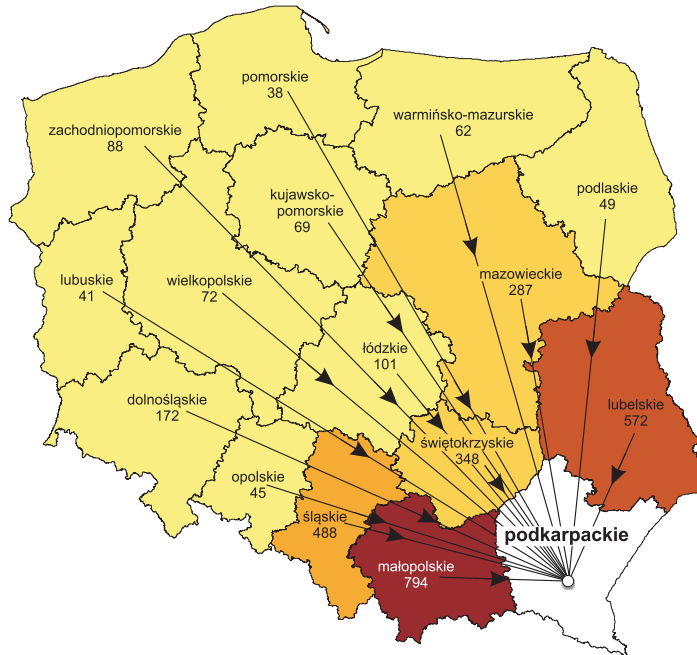 pomorskie
38
warmińsko-mazurskie
62
zachodniopomorskie
88
podlaskie
49
kujawsko-
pomorskie
69
lubuskie
41
wielkopolskie
72
mazowieckie
287
łódzkie
101
dolnośląskie
172
lubelskie
572
świętokrzyskie
348
opolskie
45
śląskie
488
podkarpackie
małopolskie
794